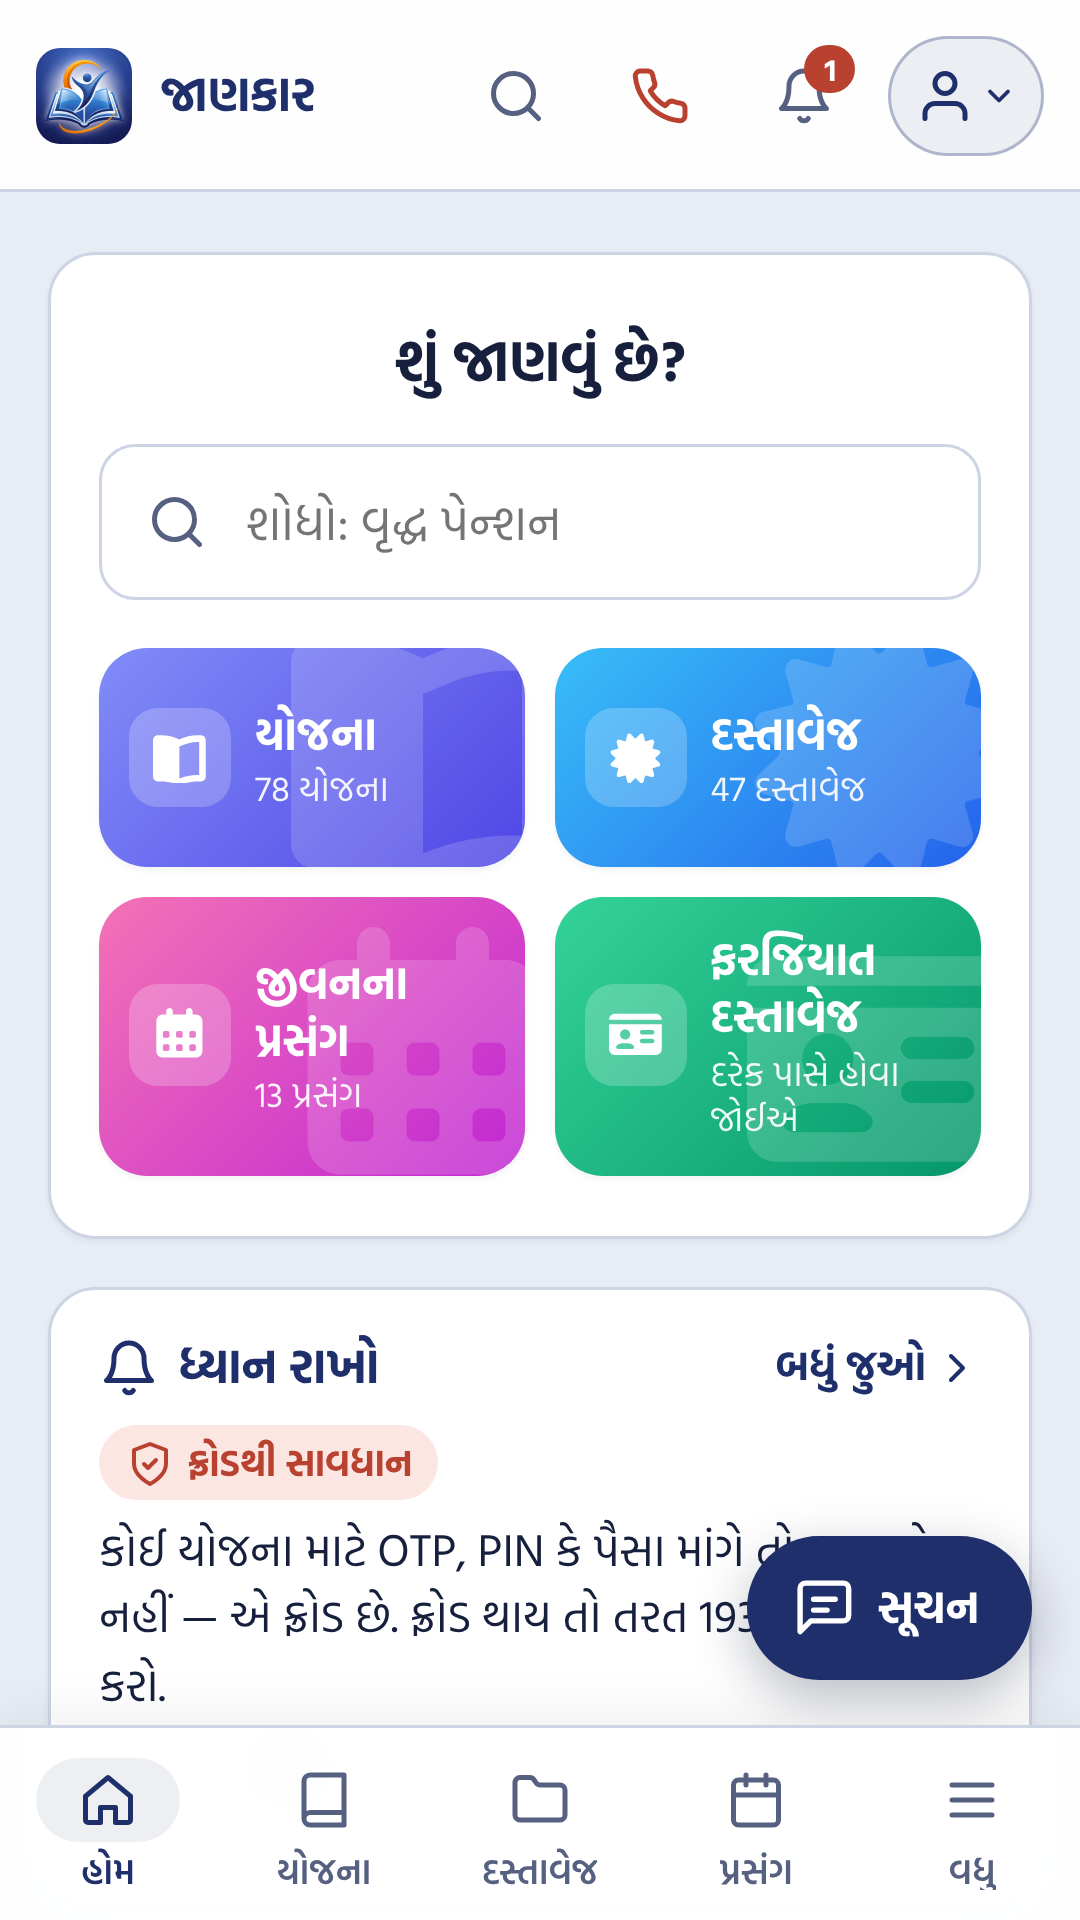 જાણકાર
1
શું જાણવું છે?
શોધો: વૃદ્ધ પેન્શન
યોજના
78 યોજના
દસ્તાવેજ
47 દસ્તાવેજ
જીવનના
પ્રસંગ
13 પ્રસંગ
ફરજિયાત
દસ્તાવેજ
દરેક પાસે હોવા
જોઈએ
ધ્યાન રાખો
બધું જુઓ
ફ્રોડથી સાવધાન
કોઈ યોજના માટે OTP, PIN કે પૈસા માંગે
નહીં — એ ફ્રોડ છે. ફ્રોડ થાય તો તરત
કરો.
સૂચન
હોમ
યોજના
દસ્તાવેજ
પ્રસંગ
વધુ